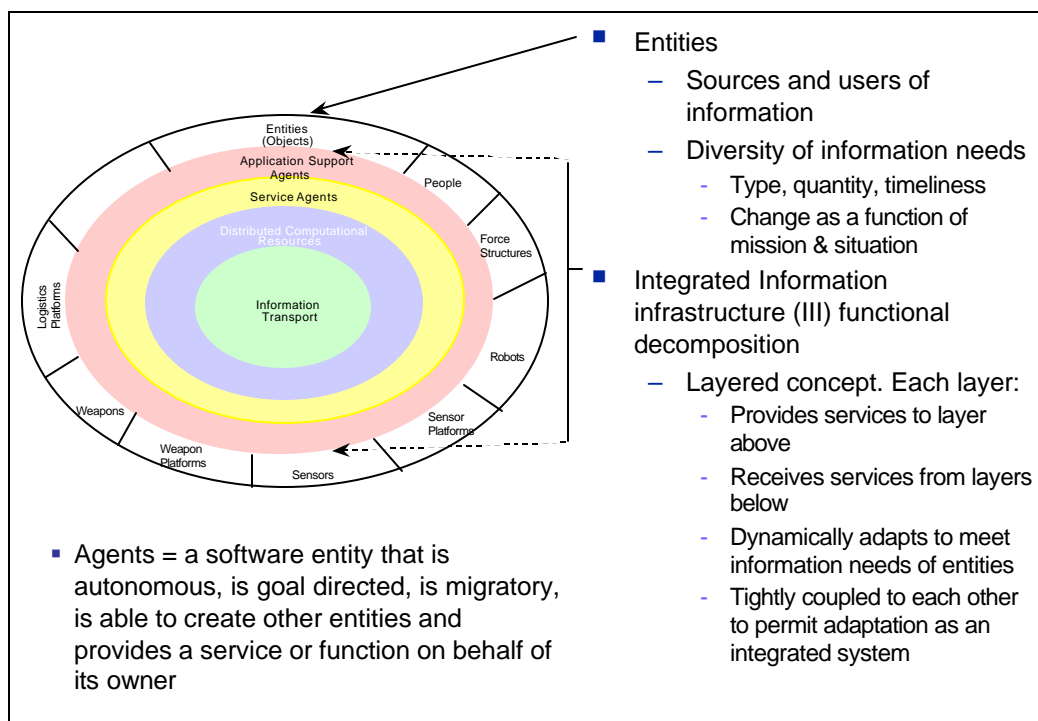 Entities
(Objects)
Application Support
Agents
Service Agents
Distributed Computational
Resources
Information
Transport
People
Force
Structures
Robots
Sensor
Platforms
Sensors
Weapon
Platforms
Weapons
Logistics
Platforms
▪ Agents = a software entity that is
autonomous, is goal directed, is migratory,
is able to create other entities and
provides a service or function on behalf of
its owner
▪ Entities
– Sources and users of
information
– Diversity of information needs
- Type, quantity, timeliness
- Change as a function of
mission & situation
▪ Integrated Information
infrastructure (III) functional
decomposition
– Layered concept. Each layer:
- Provides services to layer
above
- Receives services from layers
below
- Dynamically adapts to meet
information needs of entities
- Tightly coupled to each other
to permit adaptation as an
integrated system